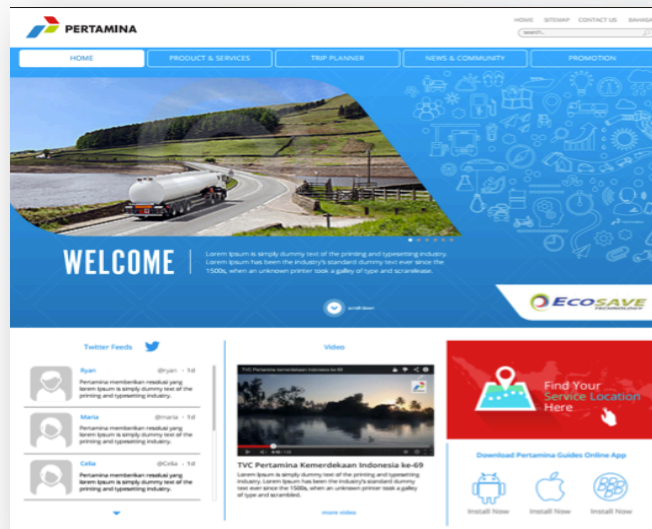 PERTAMINA
HOME SITEMAP CONTACT US BAHASA
search...
HOME PRODUCT & SERVICES TRIP PLANNER NEWS & COMMUNITY PROMOTION
WELCOME
Lorem Ipsum is simply dummy text of the printing and typesetting industry.
Lorem Ipsum has been the industry's standard dummy text ever since the
1500s, when an unknown printer took a galley of type and
scroll down
ECOSAVE
TECHNOLOGY
Twitter Feeds
Ryan @ryan · 1d
Pertamina memberikan resolusi yang
lorem Ipsum is simply dummy text of the
printing and typesetting industry.
Maria @maria · 1d
Pertamina memberikan resolusi yang
lorem Ipsum is simply dummy text of the
printing and typesetting industry.
Celia @Celia · 1d
Pertamina memberikan resolusi yang
lorem Ipsum is simply dummy text of the
printing and typesetting industry.
Video
TVC Pertamina kemerdekaan Indonesia ke-69
TVC Pertamina Kemerdekaan Indonesia ke-69
Lorem Ipsum is simply dummy text of the printing and typesetting
industry. Lorem Ipsum has been the industry's standard dummy
text ever since the 1500s, when an unknown printer took a galley
of type and scrambled.
more video
Find Your
Service Location
Here
Download Pertamina Guides Online App
Install Now Install Now Install Now